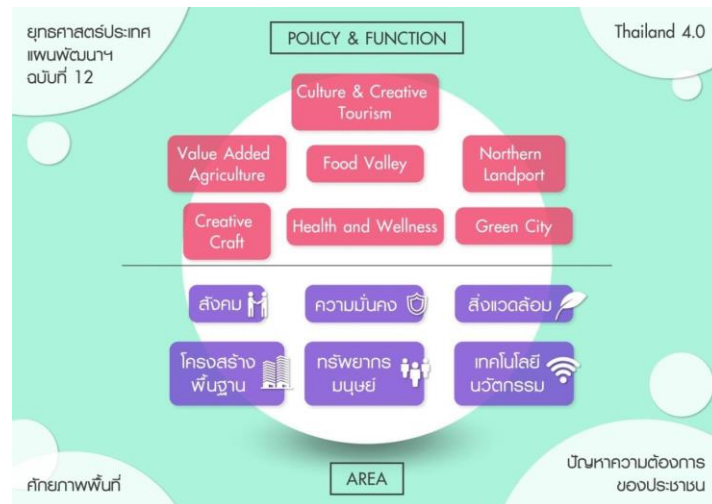 ยุทธศาสตร์ประเทศ
แผนพัฒนาฯ
ฉบับที่ 12
POLICY & FUNCTION
Thailand 4.0
Culture & Creative
Tourism
Value Added
Agriculture
Food Valley
Northern
Landport
Creative
Craft
Health and Wellness
Green City
สังคม
ความมั่นคง
สิ่งแวดล้อม
โครงสร้าง
พื้นฐาน
ทรัพยากร
มนุษย์
เทคโนโลยี
นวัตกรรม
ศักยภาพพื้นที่
AREA
ปัญหาความต้องการ
ของประชาชน